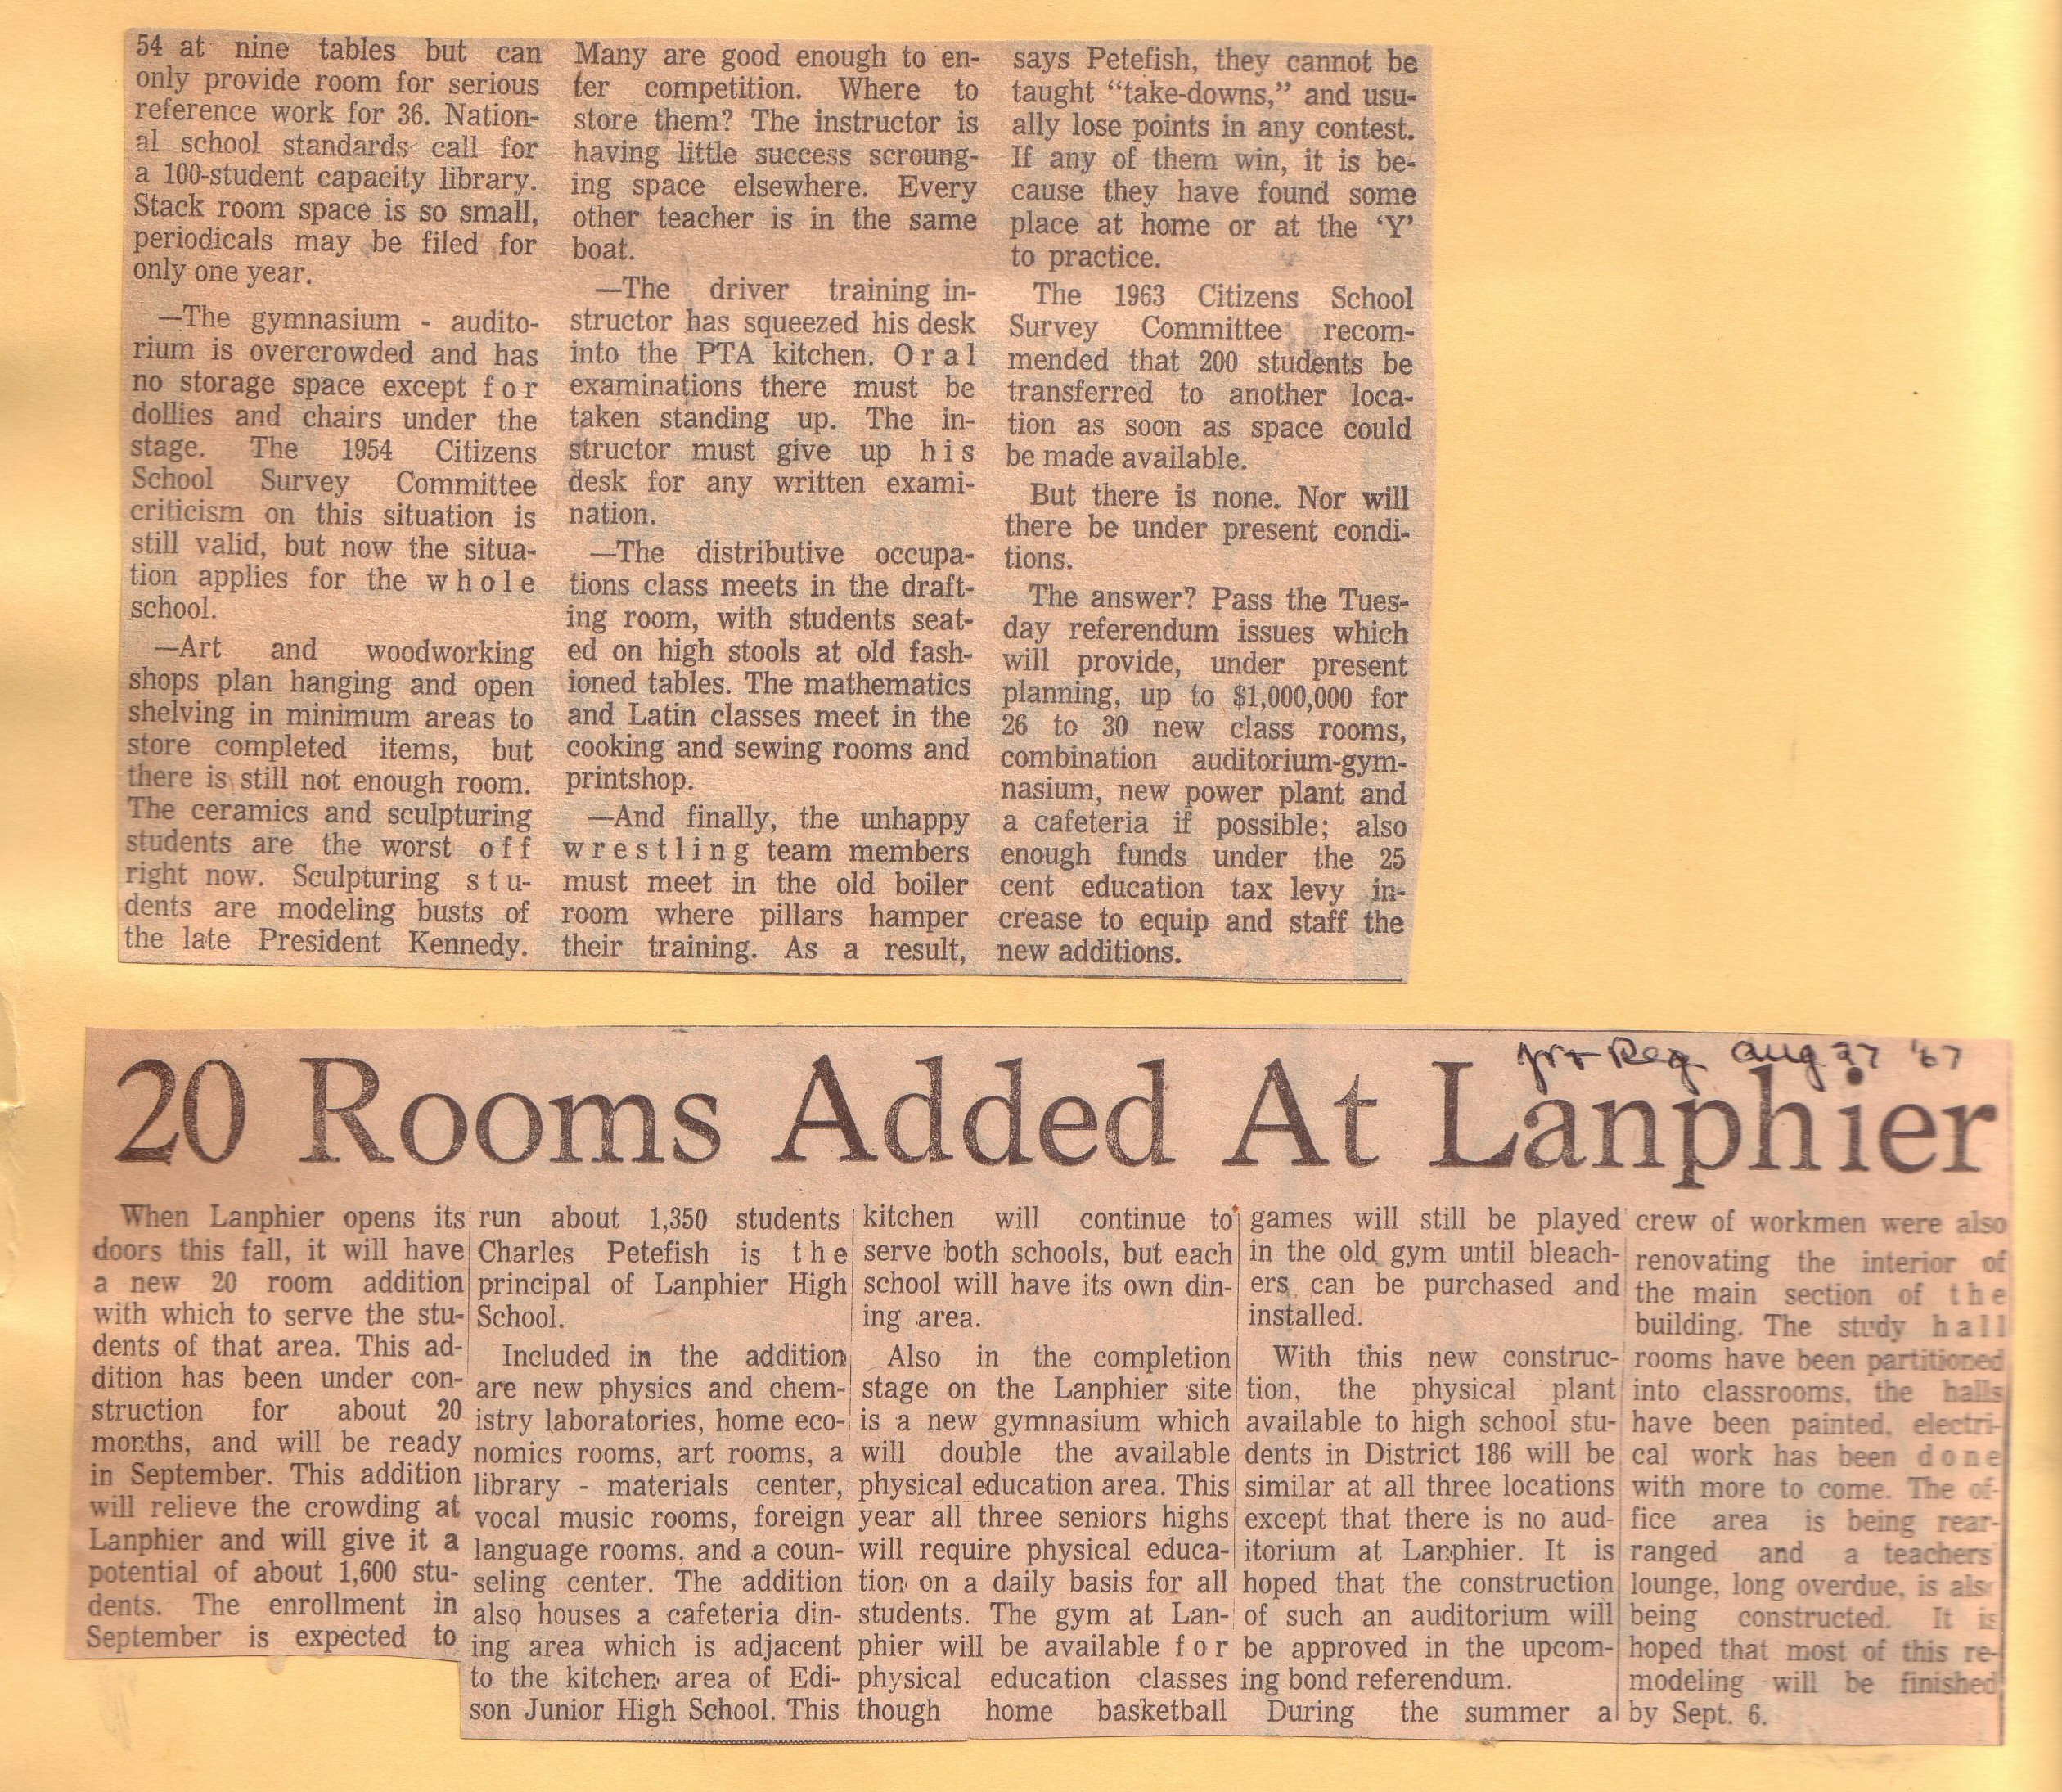 54 at nine tables but can
only provide room for serious
reference work for 36. Nation-
al school standards call for
a 100-student capacity library.
Stack room space is so small,
periodicals may be filed for
only one year.
—The gymnasium - audito-
rium is overcrowded and has
no storage space except for
dollies and chairs under the
stage. The 1954 Citizens
School Survey Committee
criticism on this situation is
still valid, but now the situa-
tion applies for the whole
school.
—Art and woodworking
shops plan hanging and open
shelving in minimum areas to
store completed items, but
there is still not enough room.
The ceramics and sculpturing
students are the worst off
right now. Sculpturing stu-
dents are modeling busts of
the late President Kennedy.
Many are good enough to en-
ter competition. Where to
store them? The instructor is
having little success scroung-
ing space elsewhere. Every
other teacher is in the same
boat.
—The driver training in-
structor has squeezed his desk
into the PTA kitchen. Oral
examinations there must be
taken standing up. The in-
structor must give up his
desk for any written exami-
nation.
—The distributive occupa-
tions class meets in the draft-
ing room, with students seat-
ed on high stools at old fash-
ioned tables. The mathematics
and Latin classes meet in the
cooking and sewing rooms and
printshop.
—And finally, the unhappy
wrestling team members
must meet in the old boiler
room where pillars hamper
their training. As a result,
says Petefish, they cannot be
taught “take-downs,” and usu-
ally lose points in any contest.
If any of them win, it is be-
cause they have found some
place at home or at the ‘Y’
to practice.
The 1963 Citizens School
Survey Committee recom-
mended that 200 students be
transferred to another loca-
tion as soon as space could
be made available.
But there is none. Nor will
there be under present condi-
tions.
The answer? Pass the Tues-
day referendum issues which
will provide, under present
planning, up to $1,000,000 for
26 to 30 new class rooms,
combination auditorium-gym-
nasium, new power plant and
a cafeteria if possible; also
enough funds under the 25
cent education tax levy in-
crease to equip and staff the
new additions.
Reg. Aug 27 '67
20 Rooms Added At Lanphier
When Lanphier opens its
doors this fall, it will have
a new 20 room addition
with which to serve the stu-
dents of that area. This ad-
dition has been under con-
struction for about 20
months, and will be ready
in September. This addition
will relieve the crowding at
Lanphier and will give it a
potential of about 1,600 stu-
dents. The enrollment in
September is expected to
run about 1,350 students
Charles Petefish is the
principal of Lanphier High
School.
Included in the addition
are new physics and chem-
istry laboratories, home eco-
nomics rooms, art rooms, a
library - materials center,
vocal music rooms, foreign
language rooms, and a coun-
seling center. The addition
also houses a cafeteria din-
ing area which is adjacent
to the kitchen area of Edi-
son Junior High School. This
kitchen will continue to
serve both schools, but each
school will have its own din-
ing area.
Also in the completion
stage on the Lanphier site
is a new gymnasium which
will double the available
physical education area. This
year all three seniors highs
will require physical educa-
tion on a daily basis for all
students. The gym at Lan-
phier will be available for
physical education classes
though home basketball
games will still be played
in the old gym until bleach-
ers can be purchased and
installed.
With this new construc-
tion, the physical plant
available to high school stu-
dents in District 186 will be
similar at all three locations
except that there is no aud-
itorium at Lanphier. It is
hoped that the construction
of such an auditorium will
be approved in the upcom-
ing bond referendum.
During the summer a
crew of workmen were also
renovating the interior of
the main section of the
building. The study hall
rooms have been partitioned
into classrooms, the halls
have been painted, electri-
cal work has been done
with more to come. The of-
fice area is being rear-
ranged and a teachers
lounge, long overdue, is also
being constructed. It is
hoped that most of this re-
modeling will be finished
by Sept. 6.